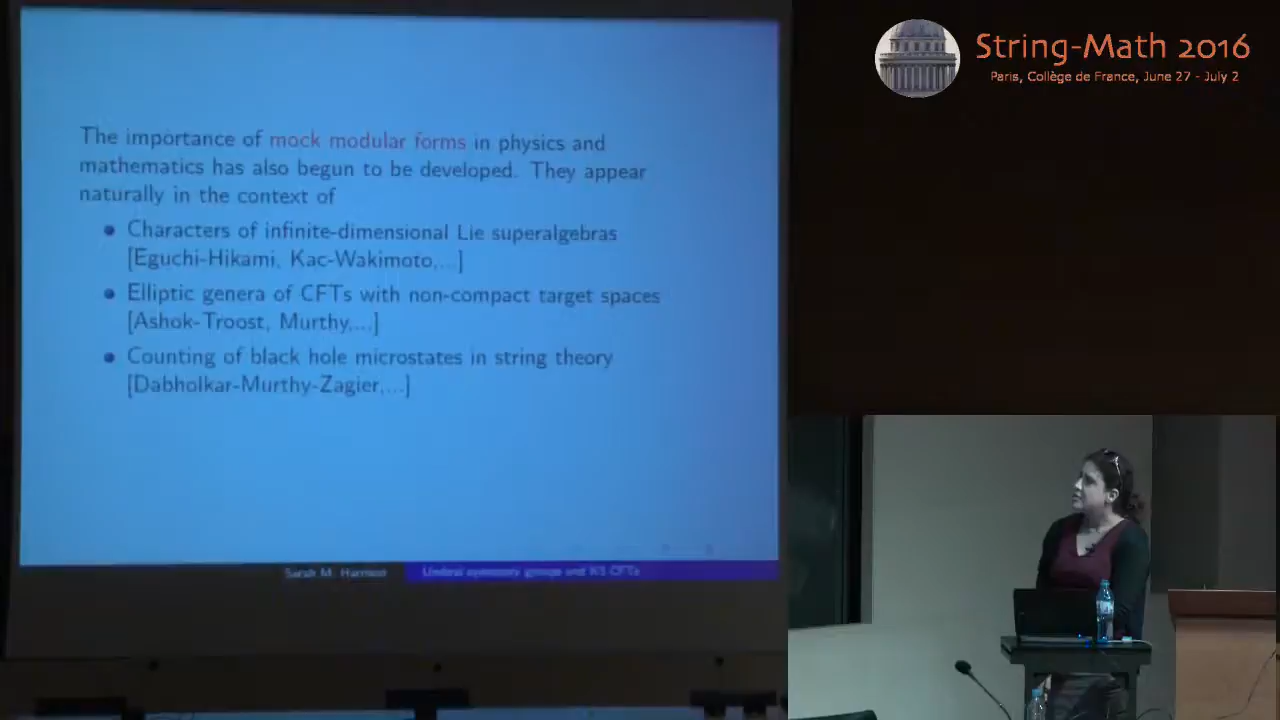 String-Math 2016
Paris, Collège de France, June 27 - July 2
The importance of mock modular forms in physics and
mathematics has also begun to be developed. They appear
naturally in the context of
Characters of infinite-dimensional Lie superalgebras
[Eguchi-Hikami, Kac-Wakimoto,...]
Elliptic genera of CFTs with non-compact target spaces
[Ashok-Troost, Murthy,...]
Counting of black hole microstates in string theory
[Dabholkar-Murthy-Zagier,...]
Sarah M. Harrison
Umbral symmetry groups and K3 CFTs